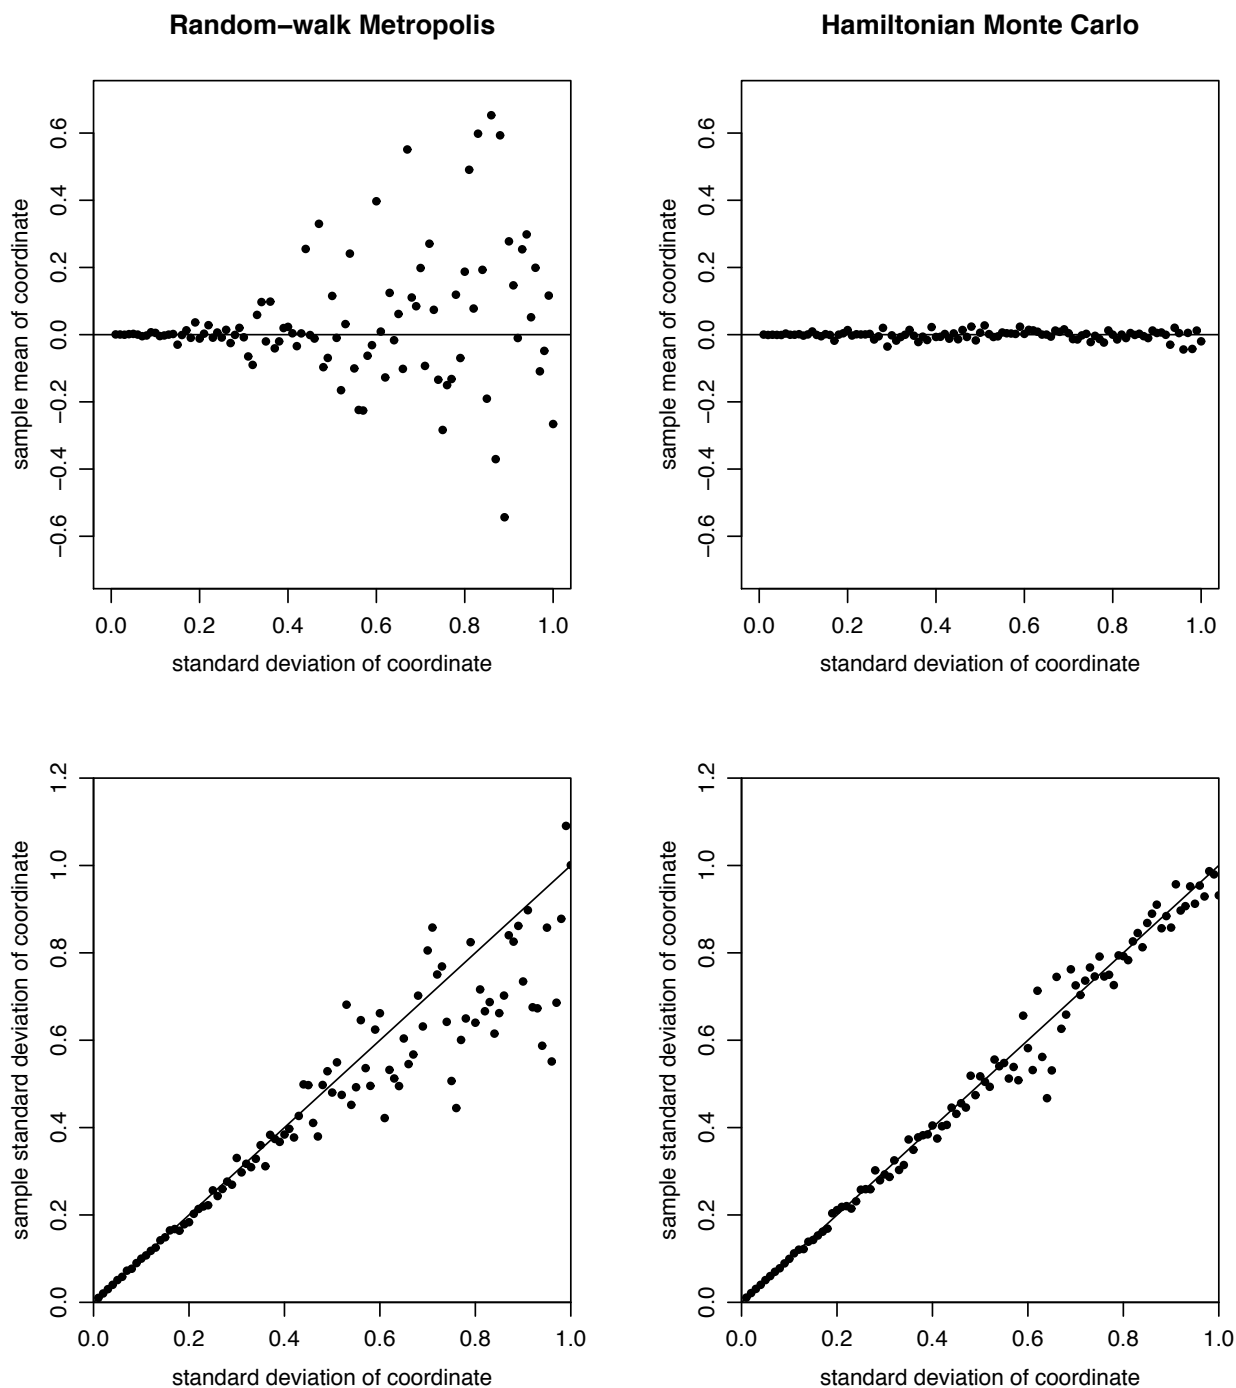 Random−walk Metropolis
Hamiltonian Monte Carlo
sample mean of coordinate
0.6
0.4
0.2
0.0
−0.2
−0.4
−0.6
0.0 0.2 0.4 0.6 0.8 1.0
standard deviation of coordinate
sample mean of coordinate
0.6
0.4
0.2
0.0
−0.2
−0.4
−0.6
0.0 0.2 0.4 0.6 0.8 1.0
standard deviation of coordinate
sample standard deviation of coordinate
1.2
1.0
0.8
0.6
0.4
0.2
0.0
0.0 0.2 0.4 0.6 0.8 1.0
standard deviation of coordinate
sample standard deviation of coordinate
1.2
1.0
0.8
0.6
0.4
0.2
0.0
0.0 0.2 0.4 0.6 0.8 1.0
standard deviation of coordinate